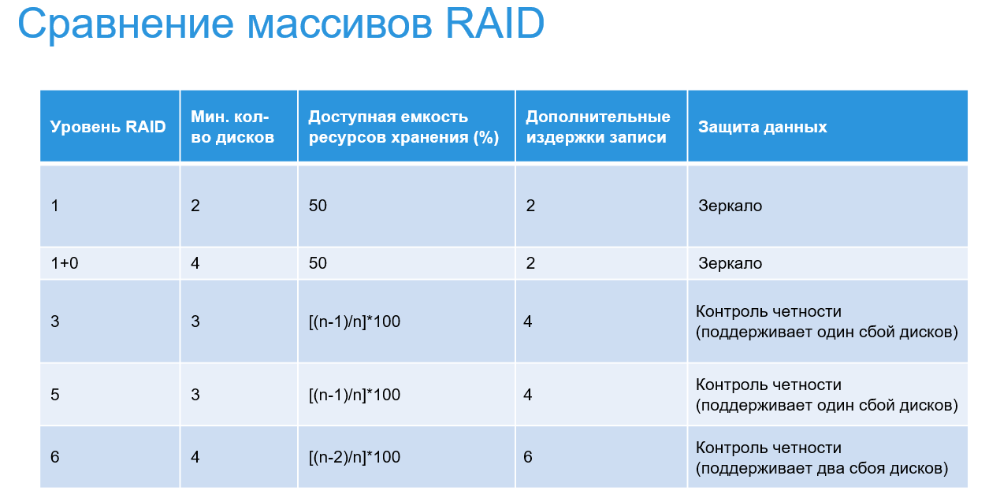 Сравнение массивов RAID
Уровень RAID
Мин. кол-
во дисков
Доступная емкость
ресурсов хранения (%)
Дополнительные
издержки записи
Защита данных
1
2
50
2
Зеркало
1+0
4
50
2
Зеркало
3
3
[(n-1)/n]*100
4
Контроль четности
(поддерживает один сбой дисков)
5
3
[(n-1)/n]*100
4
Контроль четности
(поддерживает один сбой дисков)
6
4
[(n-2)/n]*100
6
Контроль четности
(поддерживает два сбоя дисков)